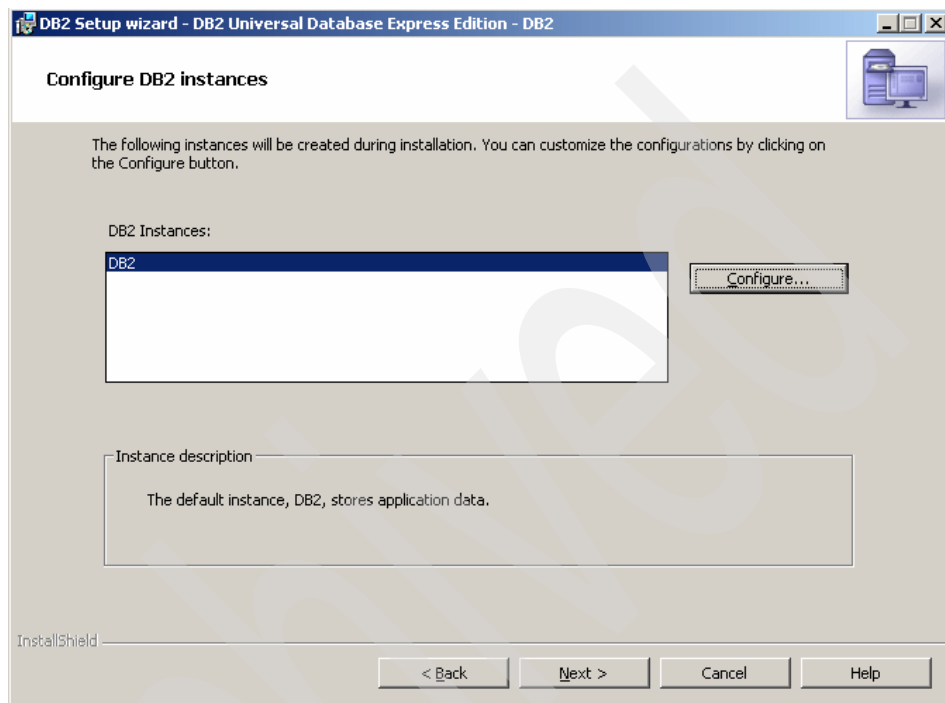 DB2 Setup wizard - DB2 Universal Database Express Edition - DB2
Configure DB2 instances
The following instances will be created during installation. You can customize the configurations by clicking on
the Configure button.
DB2 Instances:
DB2
Configure...
Instance description
The default instance, DB2, stores application data.
InstallShield
< Back
Next >
Cancel
Help